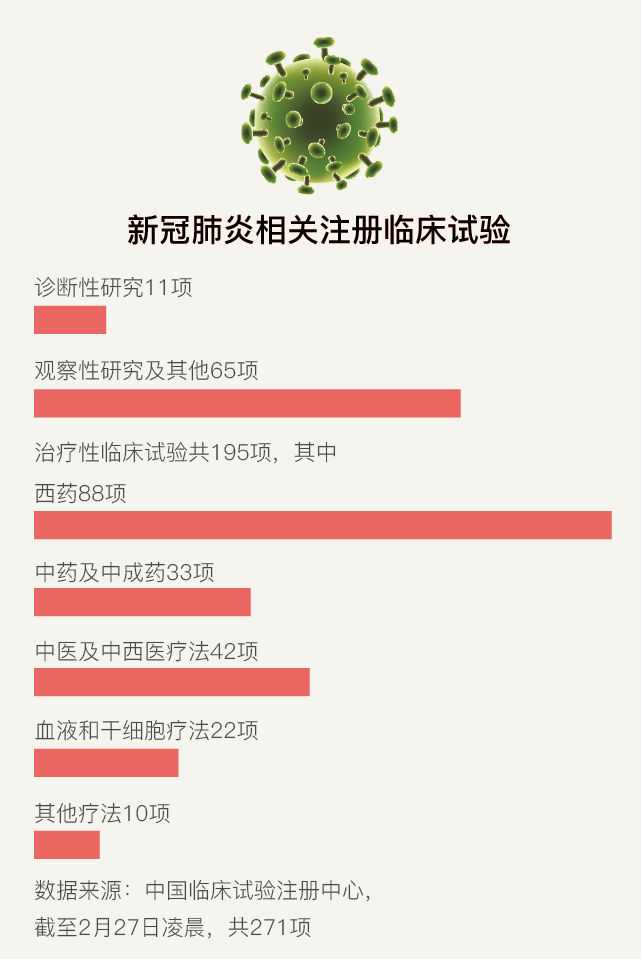 新冠肺炎相关注册临床试验
诊断性研究11项
观察性研究及其他65项
治疗性临床试验共195项，其中
西药88项
中药及中成药33项
中医及中西医疗法42项
血液和干细胞疗法22项
其他疗法10项
数据来源：中国临床试验注册中心，
截至2月27日凌晨，共271项